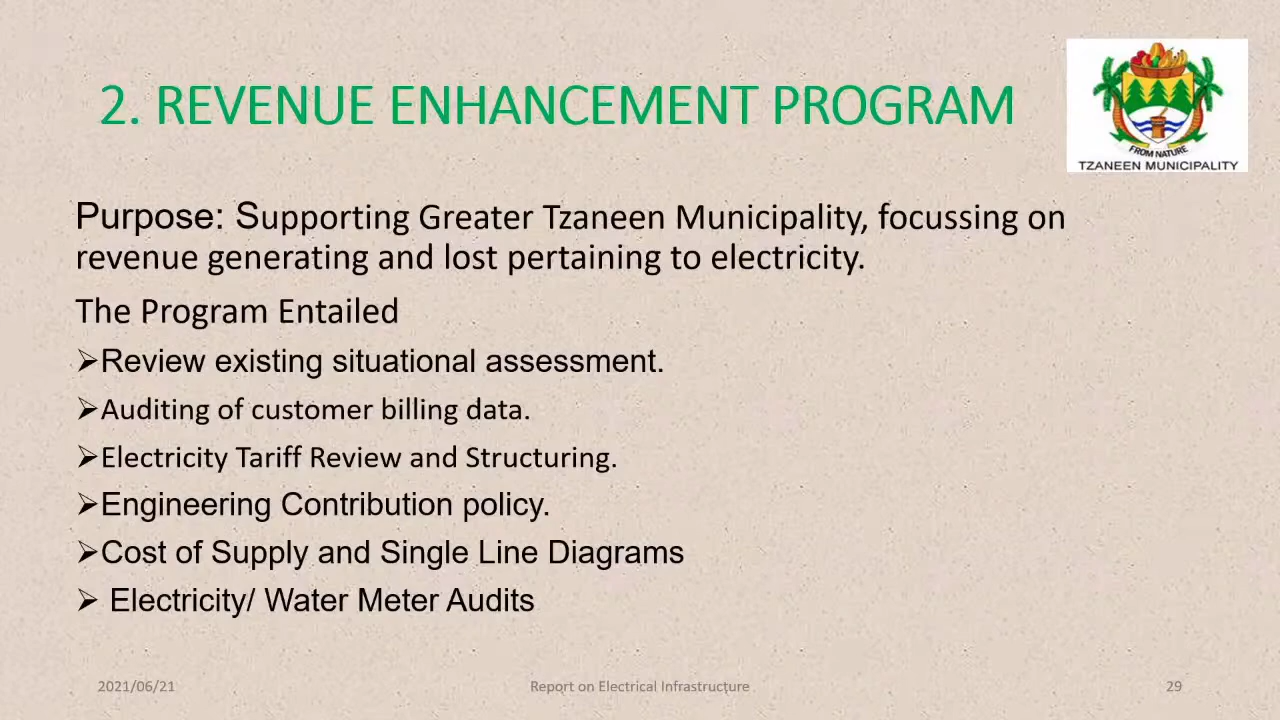 2. REVENUE ENHANCEMENT PROGRAM
FROM NATURE
TZANEEN MUNICIPALITY
Purpose: Supporting Greater Tzaneen Municipality, focussing on
revenue generating and lost pertaining to electricity.
The Program Entailed
➢Review existing situational assessment.
➢Auditing of customer billing data.
➢Electricity Tariff Review and Structuring.
➢Engineering Contribution policy.
➢Cost of Supply and Single Line Diagrams
➢ Electricity/ Water Meter Audits
2021/06/21
Report on Electrical Infrastructure
29